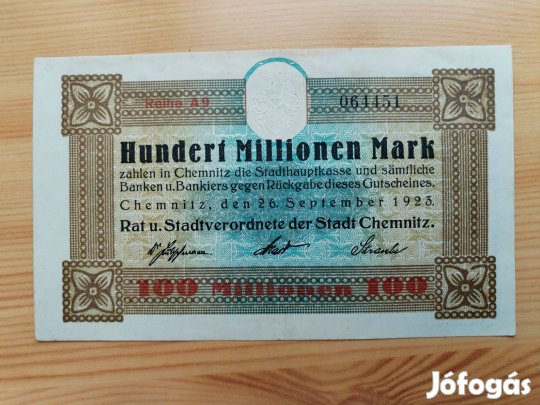 Reihe A9 061451
Hundert Millionen Mark
zahlen in Chemnitz die Stadthauptkasse und sämtliche
Banken u. Bankiers gegen Rückgabe dieses Gutscheines.
Chemnitz, den 26. September 1923.
Rat u. Stadtverordnete der Stadt Chemnitz.
100 Millionen 100
Jófogás